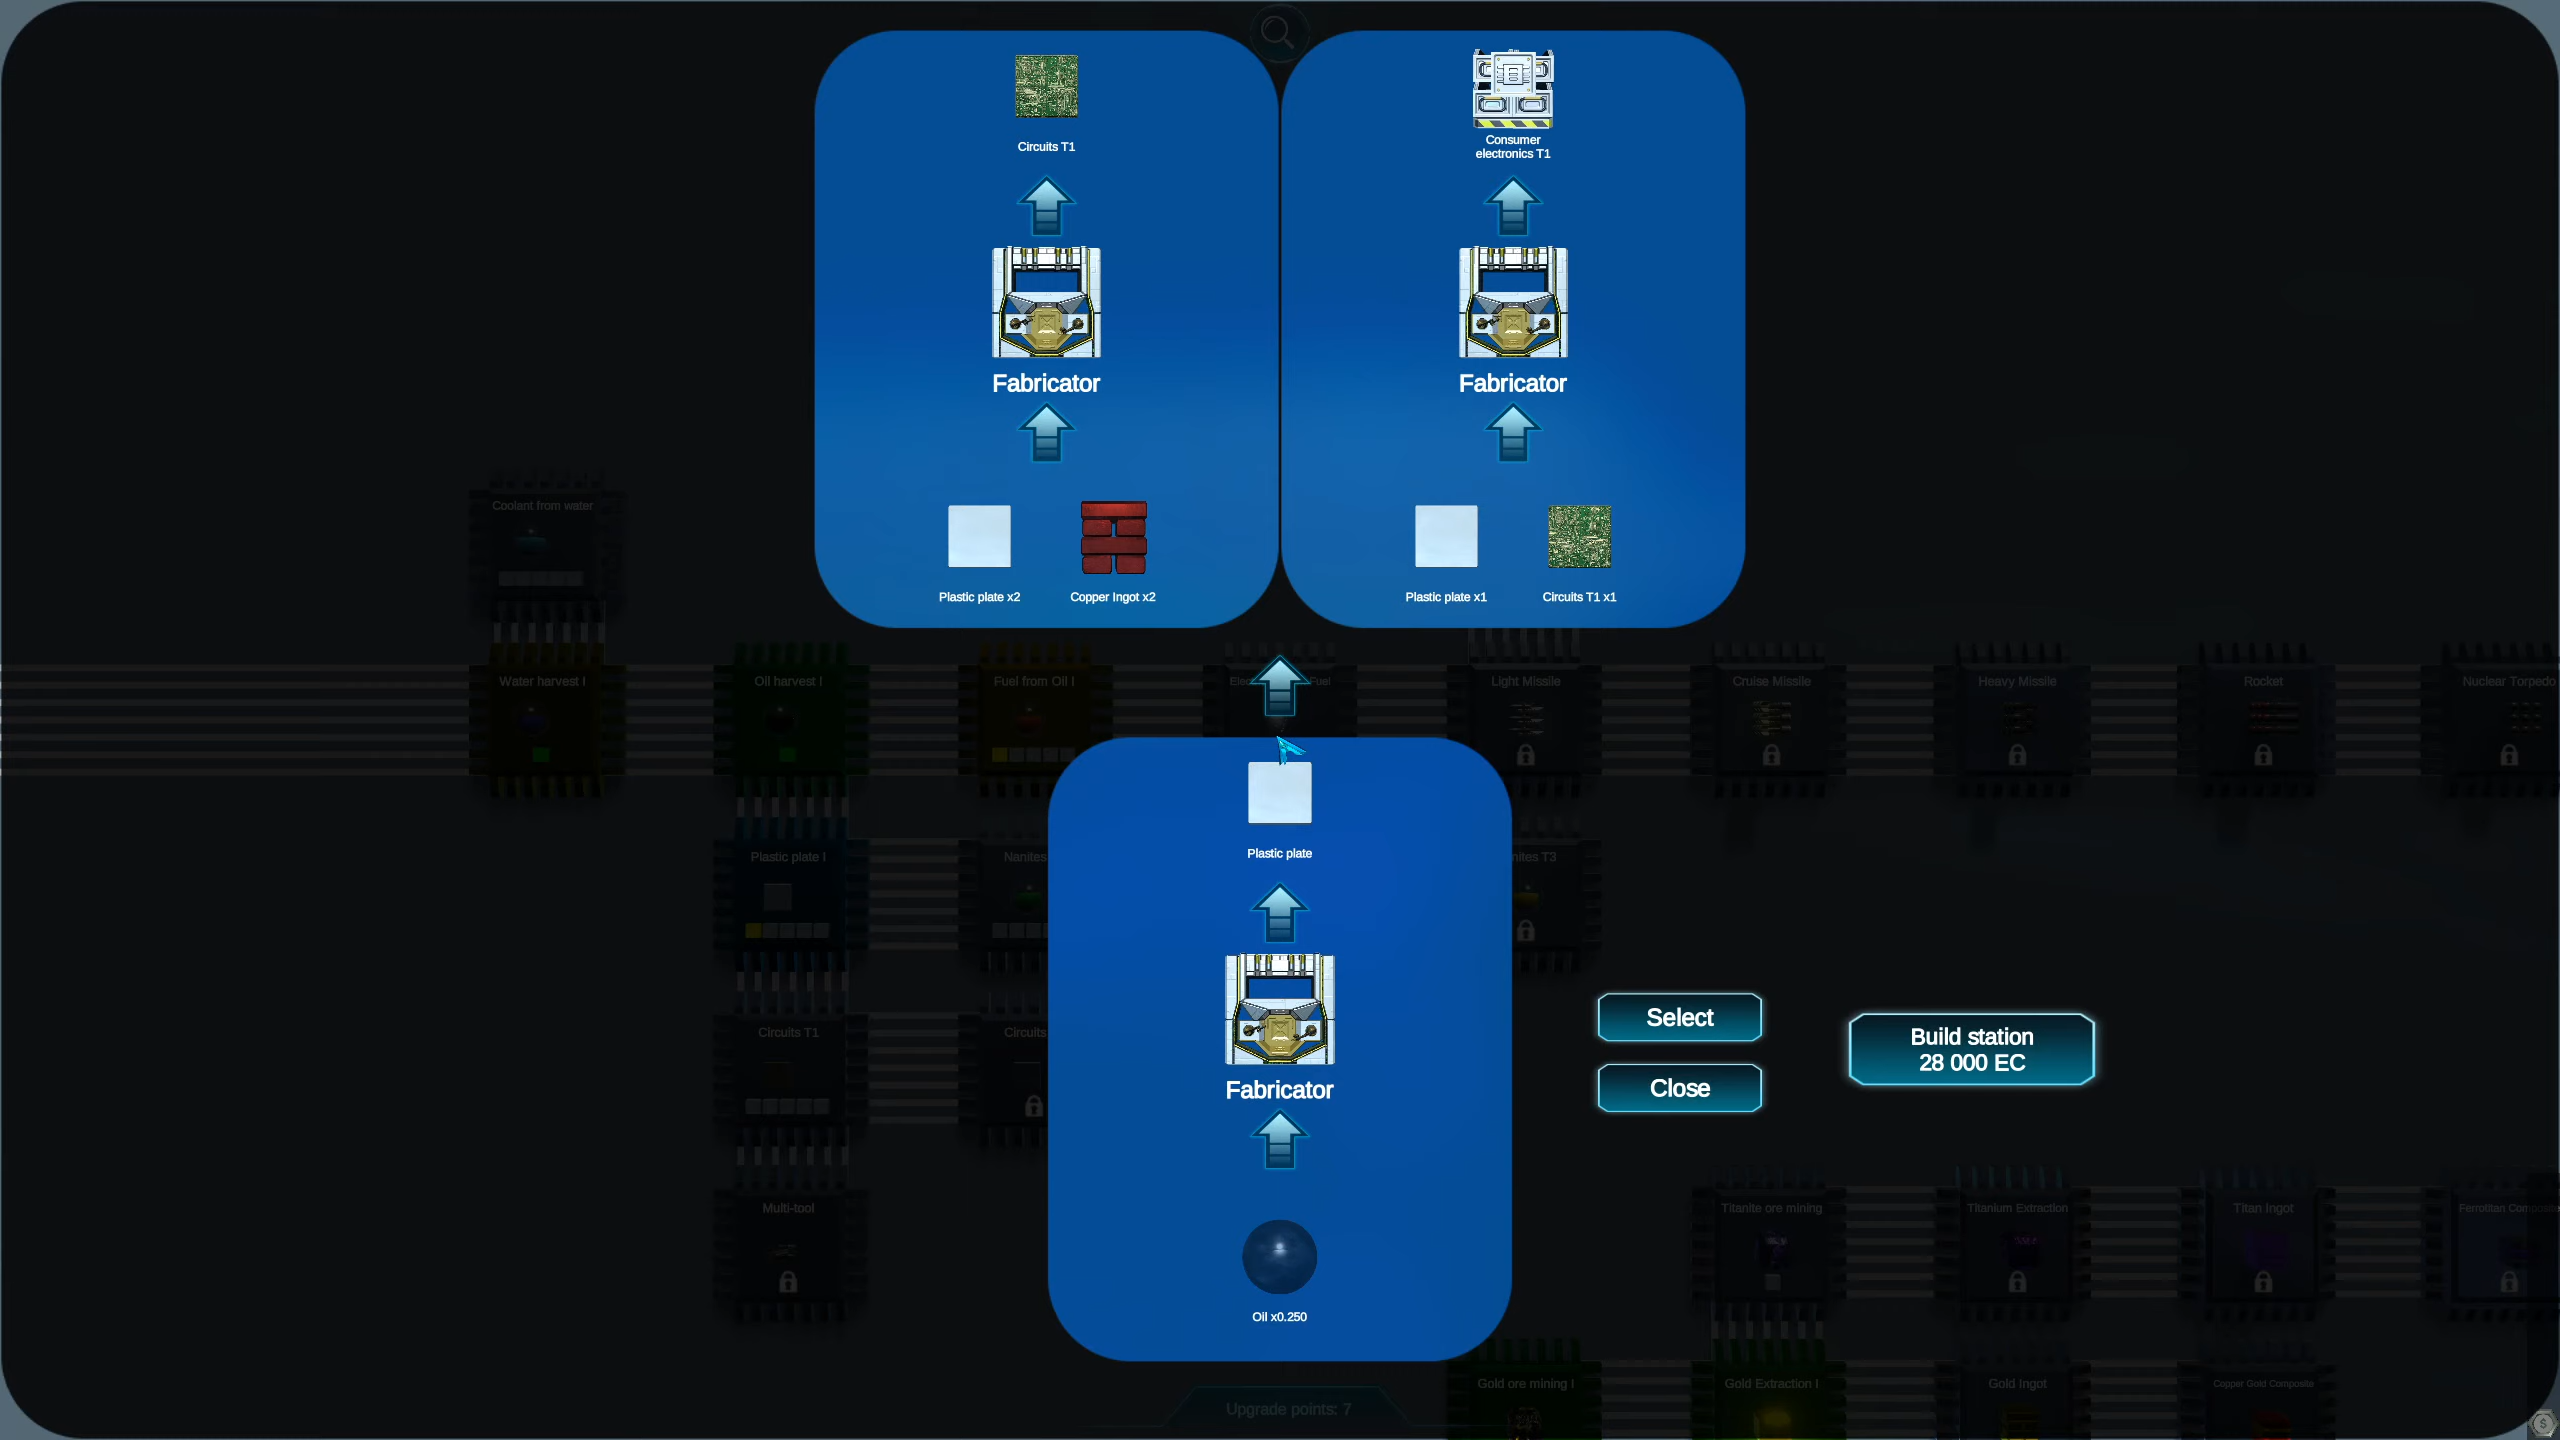 Circuits T1
Fabricator
Plastic plate x2
Copper Ingot x2
Consumer
electronics T1
Fabricator
Plastic plate x1
Circuits T1 x1
Coolant from water
Water harvest I
Oil harvest I
Fuel from Oil I
Fuel
Light Missile
Cruise Missile
Heavy Missile
Rocket
Nuclear Torpedo
Plastic plate
Fabricator
Oil x0.250
Plastic plate I
Nanites
T3
Circuits T1
Circuits
Multi-tool
Select
Close
Build station
28 000 EC
Titanite ore mining
Titanium Extraction
Titan Ingot
Gold ore mining I
Gold Extraction I
Gold Ingot
Copper Gold Composite
Upgrade points: 7